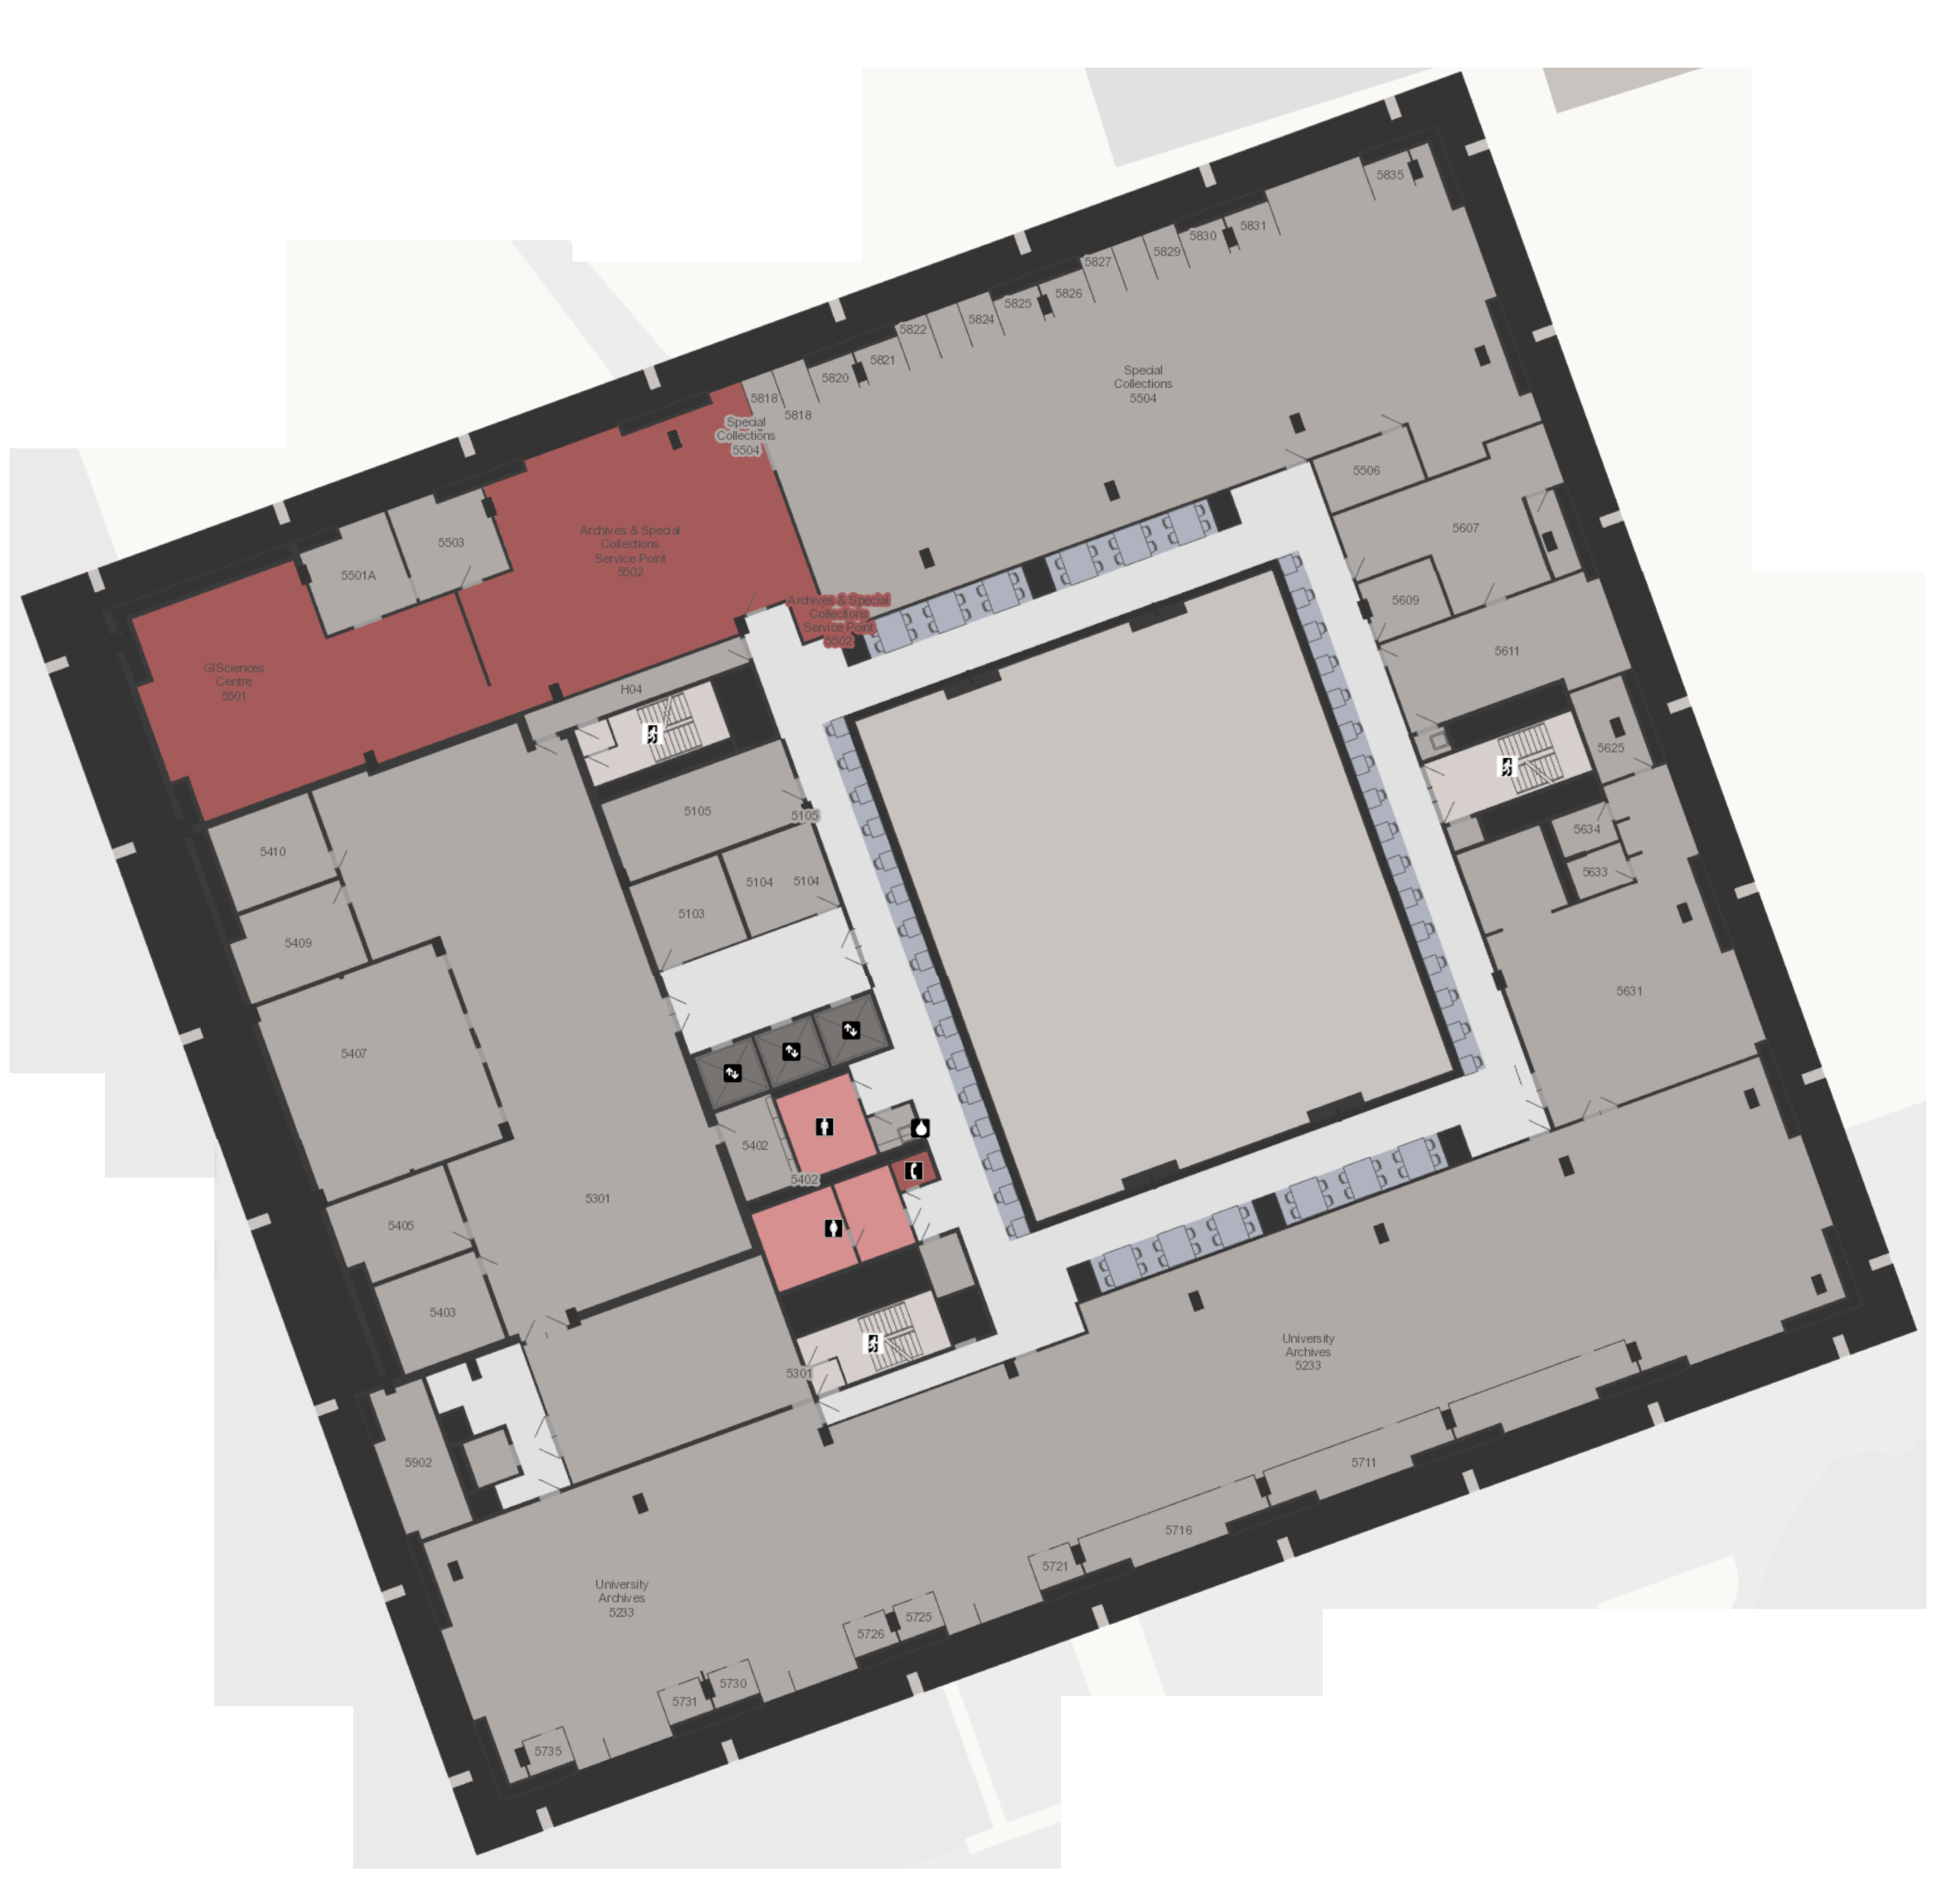 5835
5831
5830
5829
5827
5826
5825
5824
5822
5821
5820
5818
5818
Special
Collections
5504
Special
Collections
5504
5506
5607
5503
5501A
Archives & Special
Collections
Service Point
5502
Archives & Special
Collections
Service Point
5502
5609
5611
GISciences
Centre
5501
H04
5625
5105
5105
5634
5633
5410
5104
5104
5103
5409
5631
5407
5402
5402
5301
5405
5403
5301
University
Archives
5233
5902
5711
5716
5721
University
Archives
5233
5725
5726
5730
5731
5735